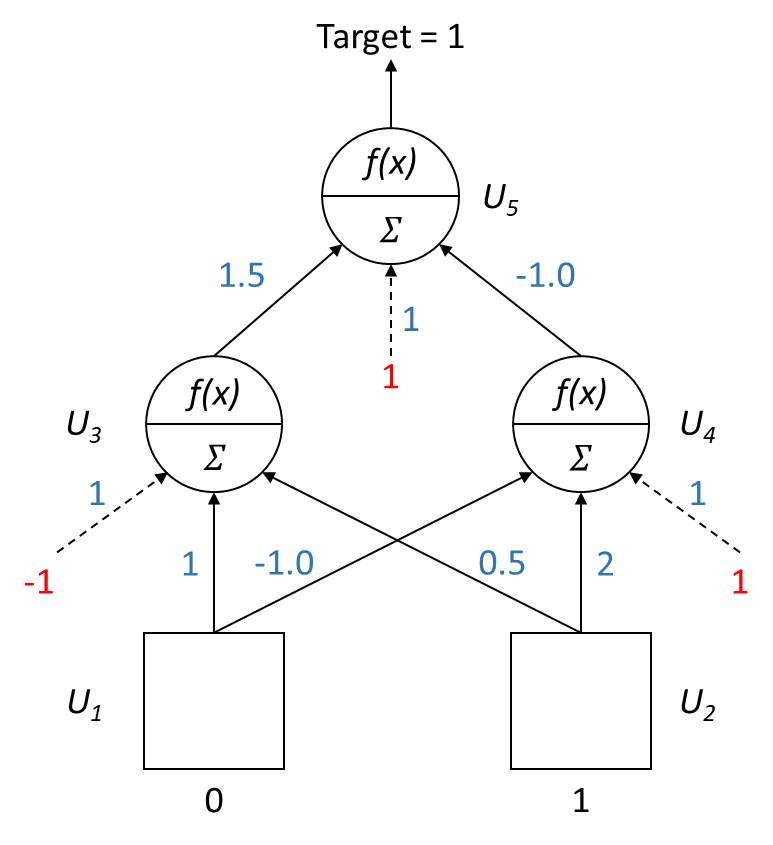 Target = 1
f(x)
Σ
U5
1.5
-1.0
1
1
f(x)
Σ
U3
f(x)
Σ
U4
1
1
-1
1
-1.0
0.5
2
1
U1
U2
0
1